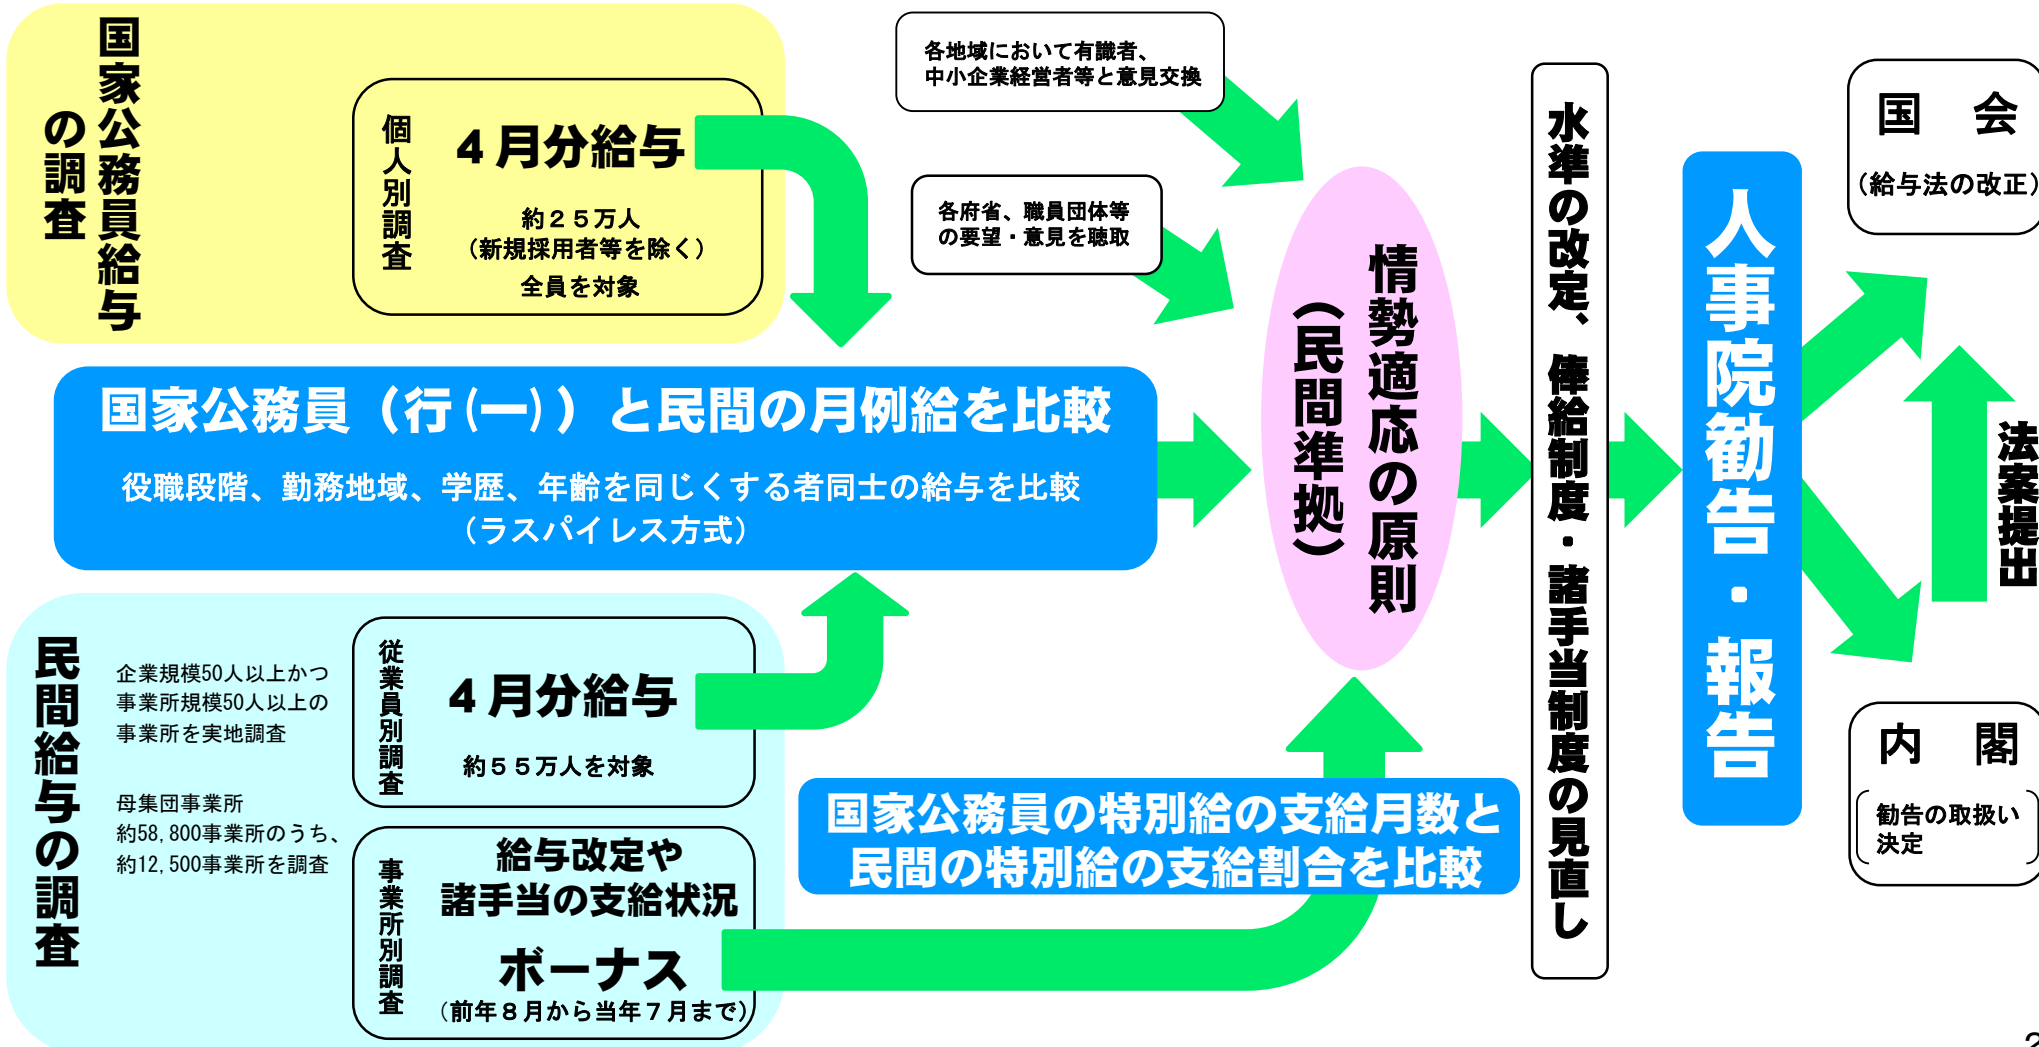 国家公務員給与
の調査
個人別調査
４月分給与
約２５万人
（新規採用者等を除く）
全員を対象
各地域において有識者、
中小企業経営者等と意見交換
各府省、職員団体等
の要望・意見を聴取
国家公務員（行(一)）と民間の月例給を比較
役職段階、勤務地域、学歴、年齢を同じくする者同士の給与を比較
（ラスパイレス方式）
民間給与の調査
企業規模50人以上かつ
事業所規模50人以上の
事業所を実地調査
母集団事業所
約58,800事業所のうち、
約12,500事業所を調査
従業員別調査
４月分給与
約５５万人を対象
事業所別調査
給与改定や
諸手当の支給状況
ボーナス
（前年８月から当年７月まで）
国家公務員の特別給の支給月数と
民間の特別給の支給割合を比較
情勢適応の原則
（民間準拠）
水準の改定、俸給制度・諸手当制度の見直し
人事院勧告・報告
国　会
（給与法の改正）
法案提出
内　閣
勧告の取扱い
決定